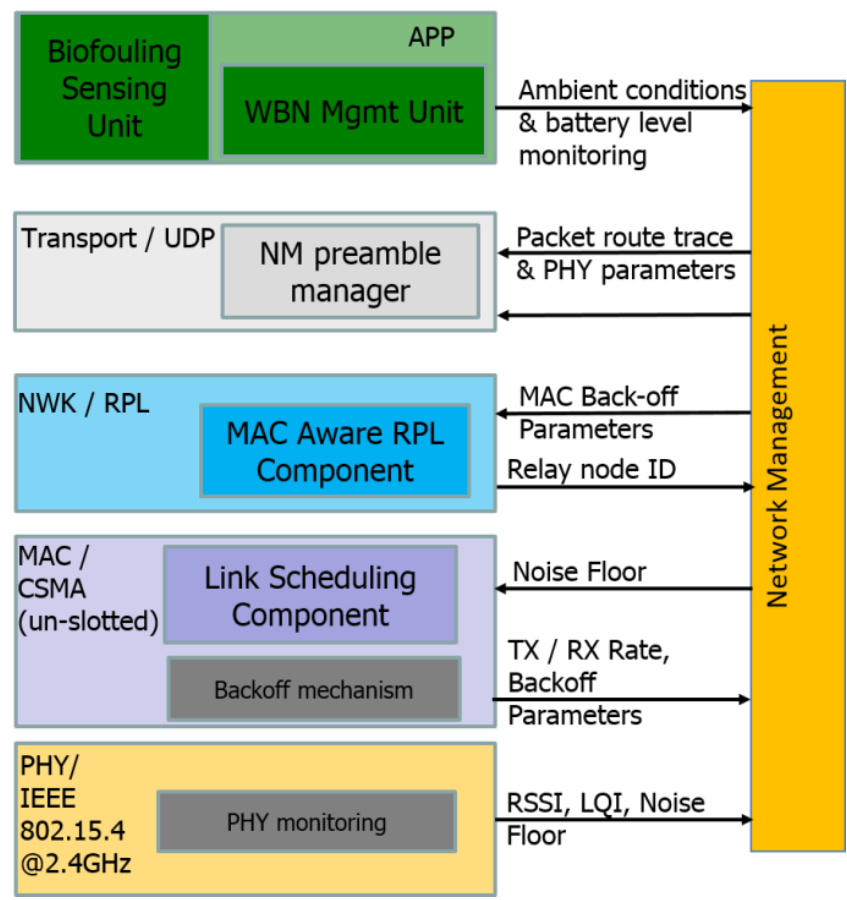 Biofouling
Sensing
Unit
APP
WBN Mgmt Unit
Ambient conditions
& battery level
monitoring
Transport / UDP
NM preamble
manager
Packet route trace
& PHY parameters
NWK / RPL
MAC Aware RPL
Component
MAC Back-off
Parameters
Relay node ID
MAC /
CSMA
(un-slotted)
Link Scheduling
Component
Backoff mechanism
Noise Floor
TX / RX Rate,
Backoff
Parameters
PHY/
IEEE
802.15.4
@2.4GHz
PHY monitoring
RSSI, LQI, Noise
Floor
Network Management